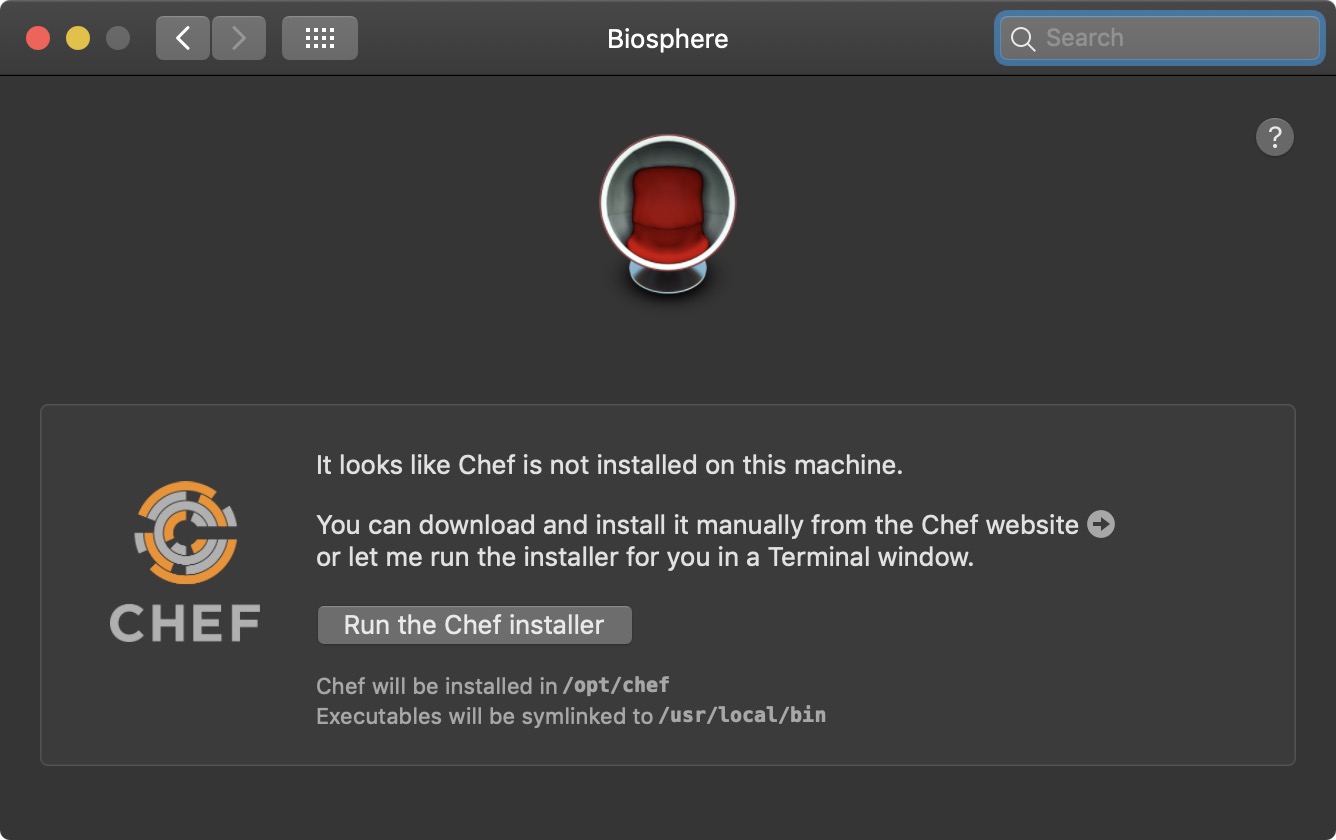 Biosphere
Search
?
It looks like Chef is not installed on this machine.
You can download and install it manually from the Chef website
or let me run the installer for you in a Terminal window.
CHEF
Run the Chef installer
Chef will be installed in /opt/chef
Executables will be symlinked to /usr/local/bin